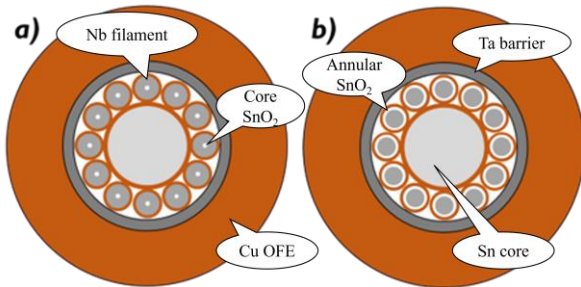 a)
Nb filament
Core
SnO₂
Cu OFE
b)
Ta barrier
Annular
SnO₂
Sn core